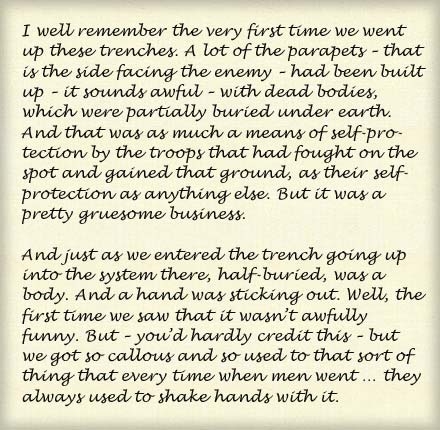 I well remember the very first time we went
up these trenches. A lot of the parapets – that
is the side facing the enemy – had been built
up – it sounds awful – with dead bodies,
which were partially buried under earth.
And that was as much a means of self-pro-
tection by the troops that had fought on the
spot and gained that ground, as their self-
protection as anything else. But it was a
pretty gruesome business.

And just as we entered the trench going up
into the system there, half-buried, was a
body. And a hand was sticking out. Well, the
first time we saw that it wasn't awfully
funny. But – you'd hardly credit this – but
we got so callous and so used to that sort of
thing that every time when men went ... they
always used to shake hands with it.